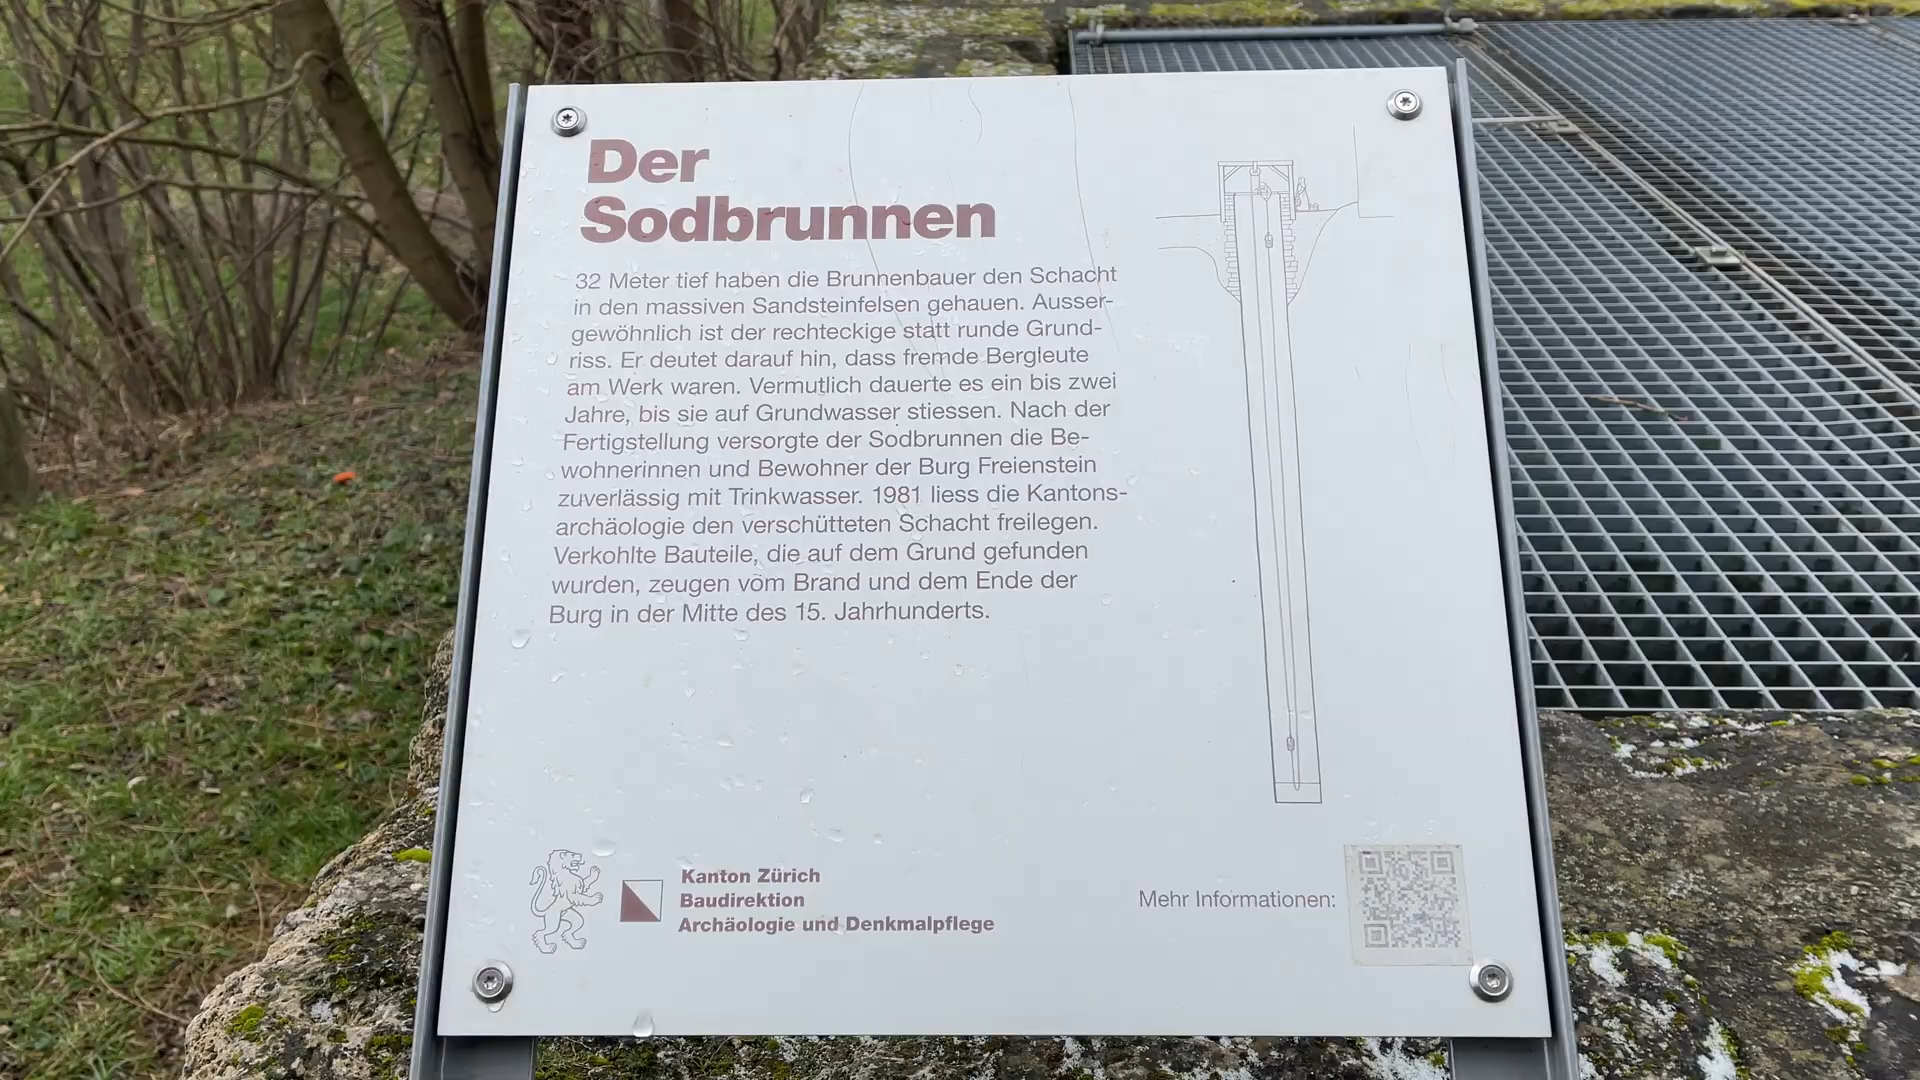 Der
Sodbrunnen
32 Meter tief haben die Brunnenbauer den Schacht
in den massiven Sandsteinfelsen gehauen. Ausser-
gewöhnlich ist der rechteckige statt runde Grund-
riss. Er deutet darauf hin, dass fremde Bergleute
am Werk waren. Vermutlich dauerte es ein bis zwei
Jahre, bis sie auf Grundwasser stiessen. Nach der
Fertigstellung versorgte der Sodbrunnen die Be-
wohnerinnen und Bewohner der Burg Freienstein
zuverlässig mit Trinkwasser. 1981 liess die Kantons-
archäologie den verschütteten Schacht freilegen.
Verkohlte Bauteile, die auf dem Grund gefunden
wurden, zeugen vom Brand und dem Ende der
Burg in der Mitte des 15. Jahrhunderts.
Kanton Zürich
Baudirektion
Archäologie und Denkmalpflege
Mehr Informationen: